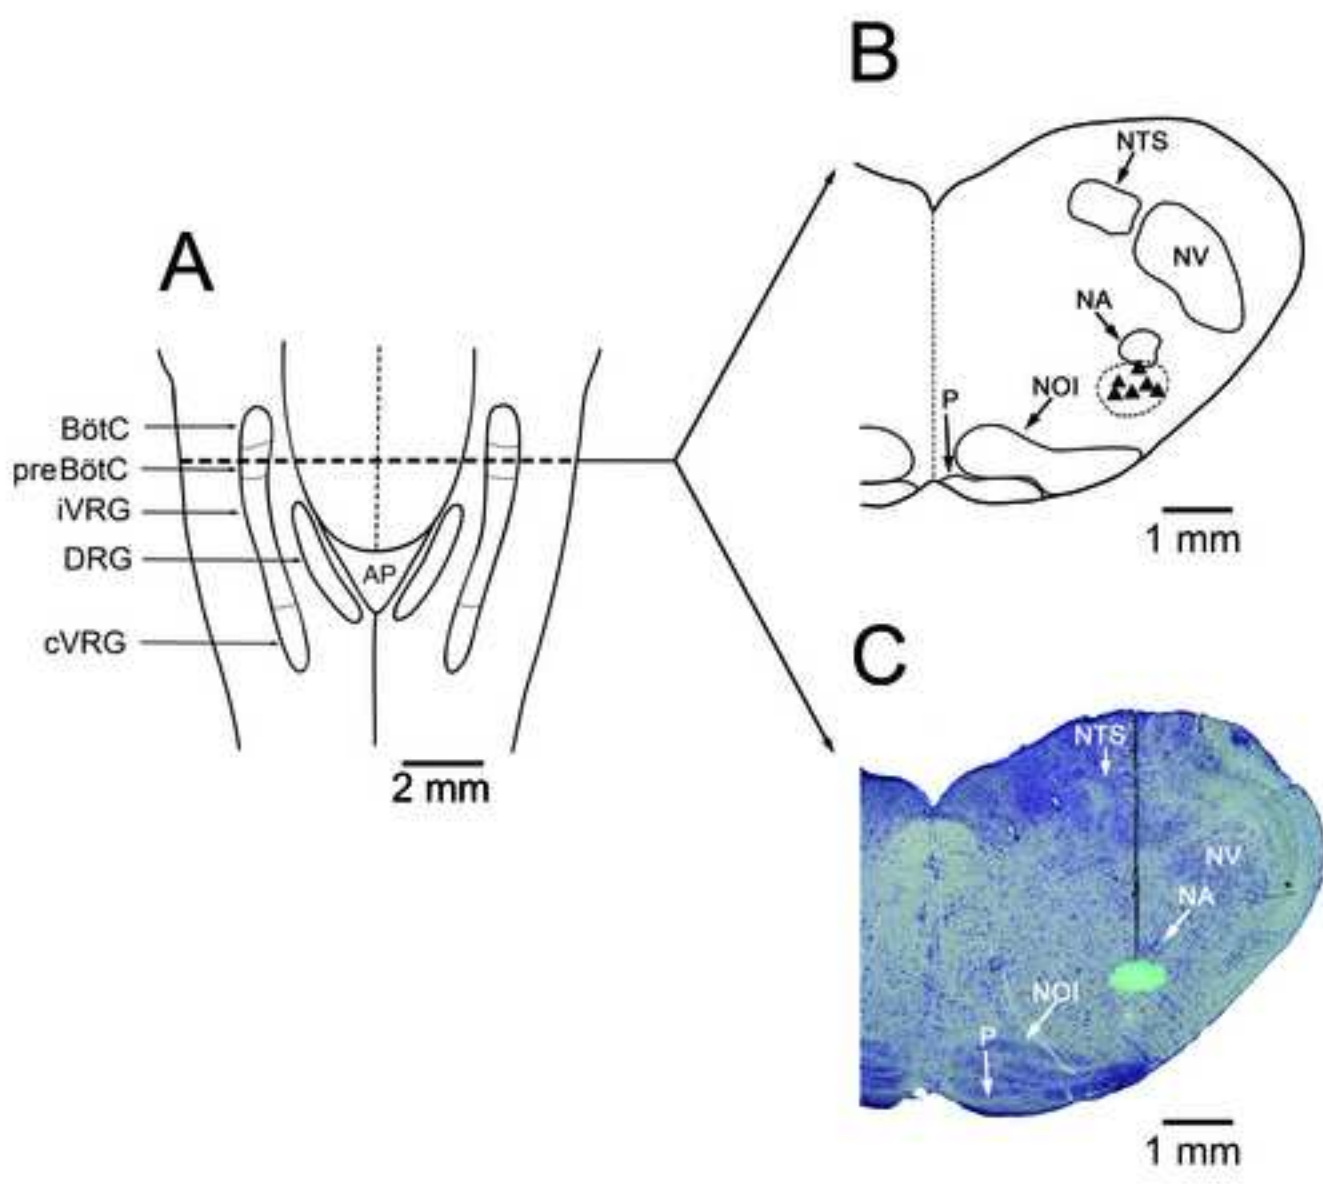 A
BötC
preBötC
iVRG
DRG
cVRG
AP
2 mm
B
NTS
NV
NA
NOI
P
1 mm
C
NTS
NV
NA
NOI
P
1 mm